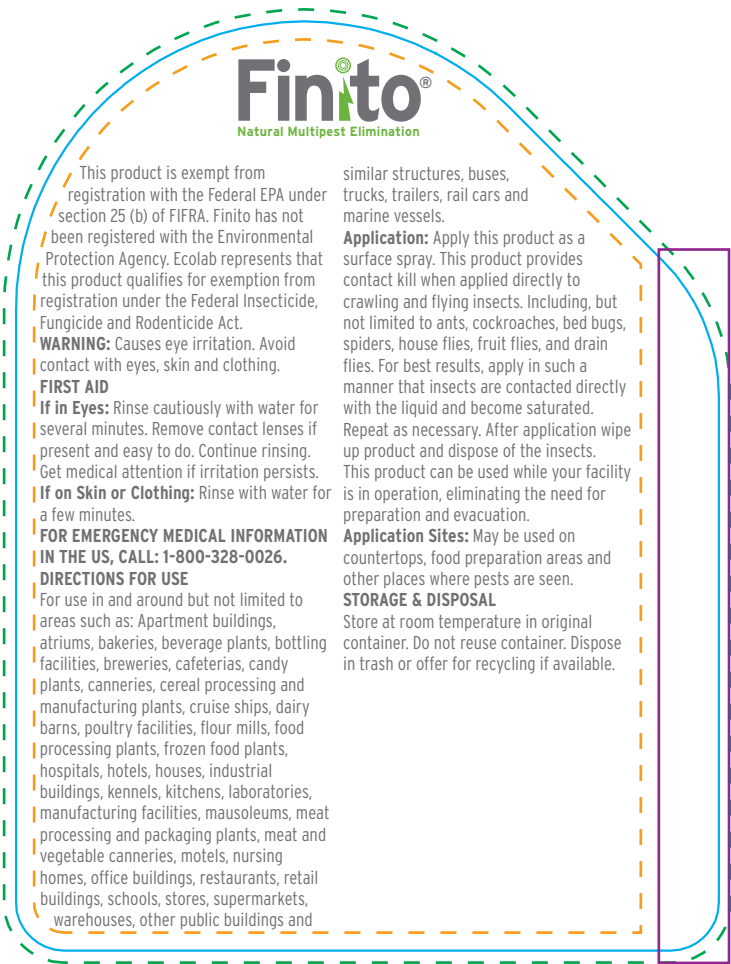 Finito®
Natural Multipest Elimination
This product is exempt from
registration with the Federal EPA under
section 25 (b) of FIFRA. Finito has not
been registered with the Environmental
Protection Agency. Ecolab represents that
this product qualifies for exemption from
registration under the Federal Insecticide,
Fungicide and Rodenticide Act.
WARNING: Causes eye irritation. Avoid
contact with eyes, skin and clothing.
FIRST AID
If in Eyes: Rinse cautiously with water for
several minutes. Remove contact lenses if
present and easy to do. Continue rinsing.
Get medical attention if irritation persists.
If on Skin or Clothing: Rinse with water for
a few minutes.
FOR EMERGENCY MEDICAL INFORMATION
IN THE US, CALL: 1-800-328-0026.
DIRECTIONS FOR USE
For use in and around but not limited to
areas such as: Apartment buildings,
atriums, bakeries, beverage plants, bottling
facilities, breweries, cafeterias, candy
plants, canneries, cereal processing and
manufacturing plants, cruise ships, dairy
barns, poultry facilities, flour mills, food
processing plants, frozen food plants,
hospitals, hotels, houses, industrial
buildings, kennels, kitchens, laboratories,
manufacturing facilities, mausoleums, meat
processing and packaging plants, meat and
vegetable canneries, motels, nursing
homes, office buildings, restaurants, retail
buildings, schools, stores, supermarkets,
warehouses, other public buildings and
similar structures, buses,
trucks, trailers, rail cars and
marine vessels.
Application: Apply this product as a
surface spray. This product provides
contact kill when applied directly to
crawling and flying insects. Including, but
not limited to ants, cockroaches, bed bugs,
spiders, house flies, fruit flies, and drain
flies. For best results, apply in such a
manner that insects are contacted directly
with the liquid and become saturated.
Repeat as necessary. After application wipe
up product and dispose of the insects.
This product can be used while your facility
is in operation, eliminating the need for
preparation and evacuation.
Application Sites: May be used on
countertops, food preparation areas and
other places where pests are seen.
STORAGE & DISPOSAL
Store at room temperature in original
container. Do not reuse container. Dispose
in trash or offer for recycling if available.